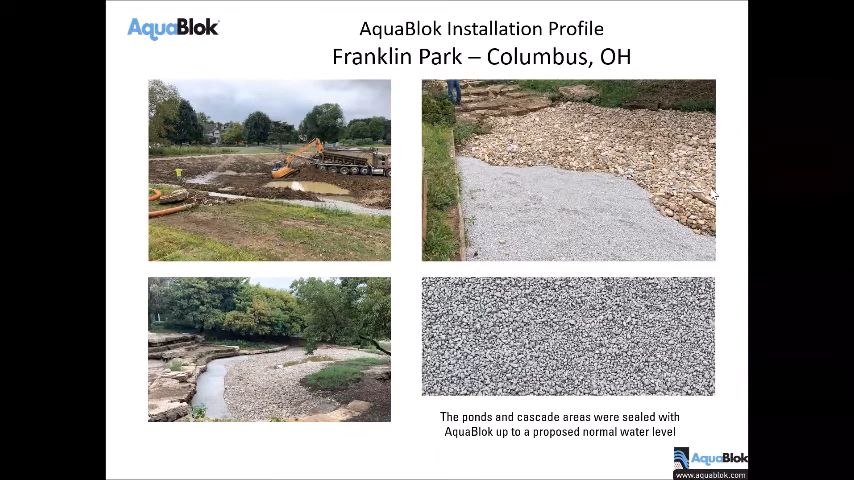 AquaBlok
AquaBlok Installation Profile
Franklin Park – Columbus, OH
The ponds and cascade areas were sealed with
AquaBlok up to a proposed normal water level
AquaBlok
www.aquablok.com